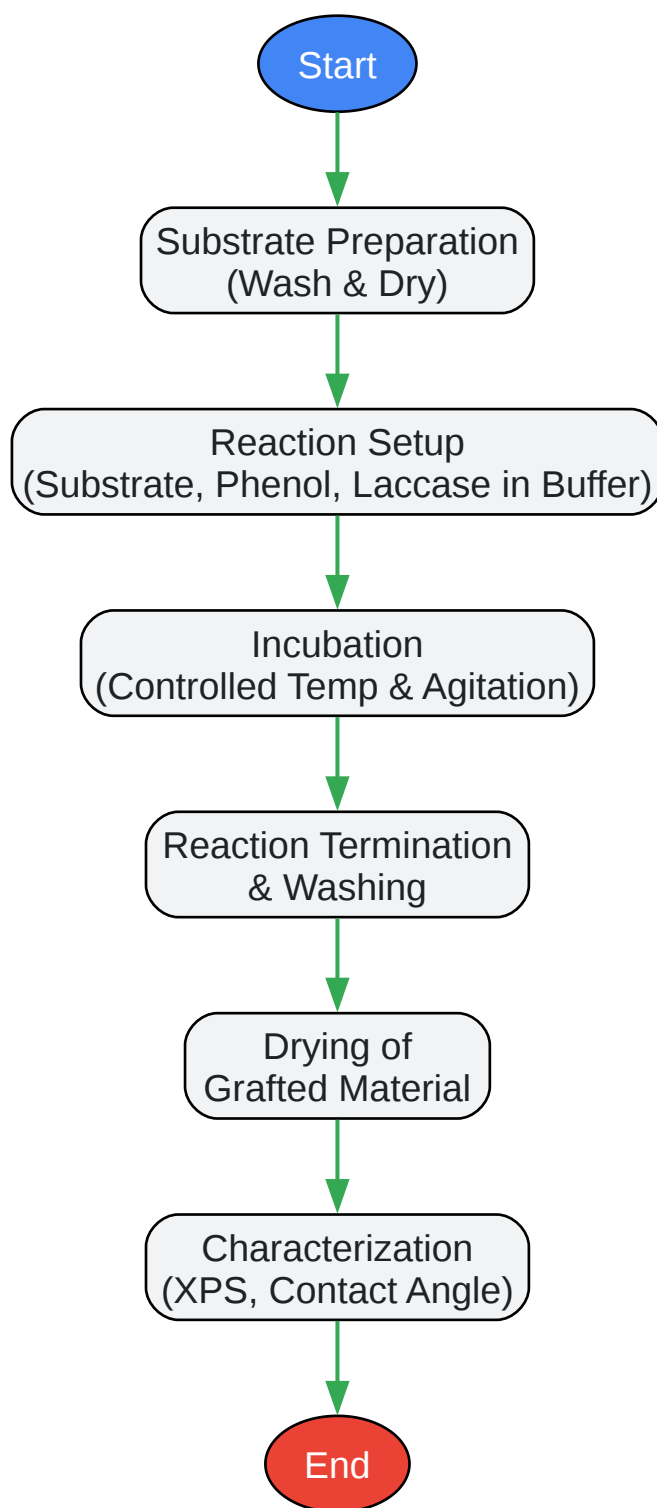 Start
Substrate Preparation
(Wash & Dry)
Reaction Setup
(Substrate, Phenol, Laccase in Buffer)
Incubation
(Controlled Temp & Agitation)
Reaction Termination
& Washing
Drying of
Grafted Material
Characterization
(XPS, Contact Angle)
End